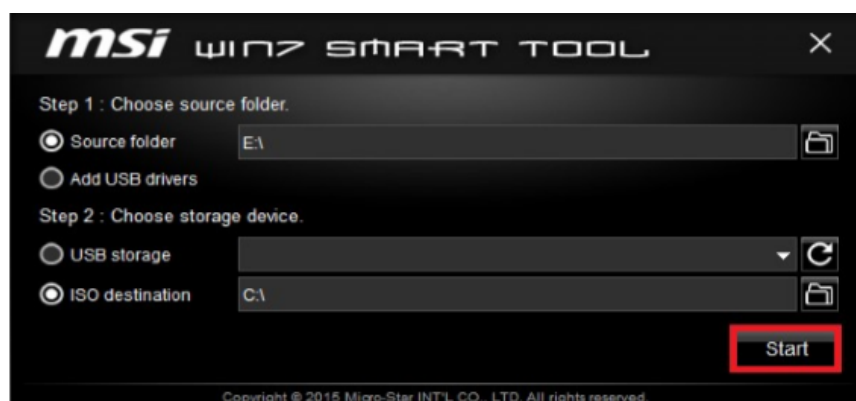 msi WIN7 SMART TOOL
Step 1 : Choose source folder.
Source folder E:\
Add USB drivers
Step 2 : Choose storage device.
USB storage
ISO destination C:\
Start
Copyright © 2015 Micro-Star INT'L CO., LTD. All rights reserved.